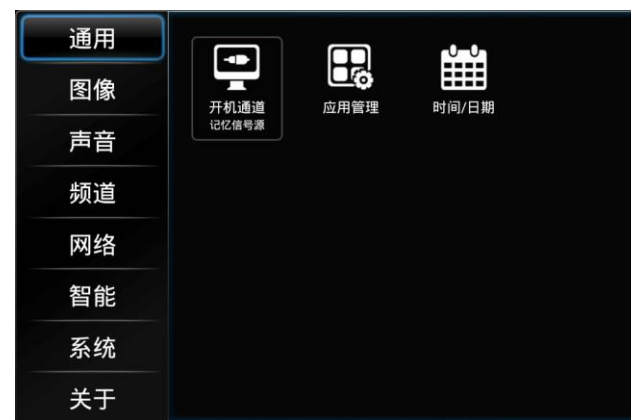 通用
图像
声音
频道
网络
智能
系统
关于
开机通道
记忆信号源
应用管理
时间/日期